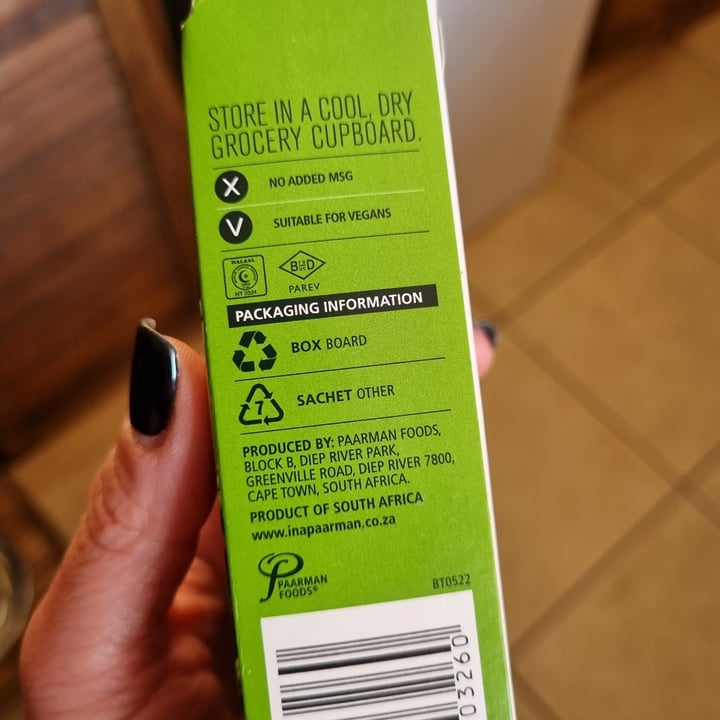 STORE IN A COOL, DRY
GROCERY CUPBOARD.
X NO ADDED MSG
V SUITABLE FOR VEGANS
HALAAL
B D
PAREV
PACKAGING INFORMATION
BOX BOARD
7 SACHET OTHER
PRODUCED BY: PAARMAN FOODS,
BLOCK B, DIEP RIVER PARK,
GREENVILLE ROAD, DIEP RIVER 7800,
CAPE TOWN, SOUTH AFRICA.
PRODUCT OF SOUTH AFRICA
www.inapaarman.co.za
PAARMAN
FOODS®
BT0522
03260